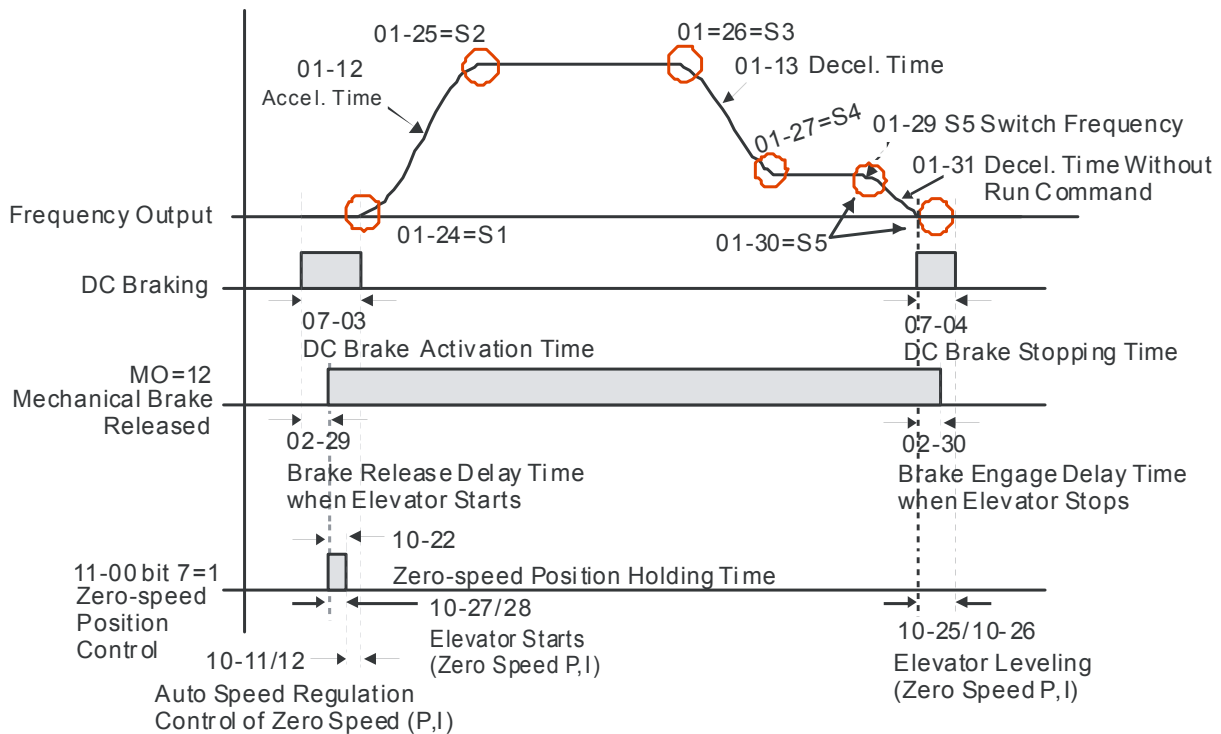 01-25=S2
01=26=S3
01-12
Accel. Time
01-13 Decel. Time
01-27=S4
01-29 S5 Switch Frequency
01-31 Decel. Time Without
Run Command
Frequency Output
01-24=S1
01-30=S5
DC Braking
07-03
DC Brake Activation Time
07-04
DC Brake Stopping Time
MO=12
Mechanical Brake
Released
02-29
Brake Release Delay Time
when Elevator Starts
02-30
Brake Engage Delay Time
when Elevator Stops
10-22
Zero-speed Position Holding Time
11-00 bit 7=1
Zero-speed
Position
Control
10-27/28
Elevator Starts
(Zero Speed P,I)
10-25/10-26
Elevator Leveling
(Zero Speed P,I)
10-11/12
Auto Speed Regulation
Control of Zero Speed (P,I)